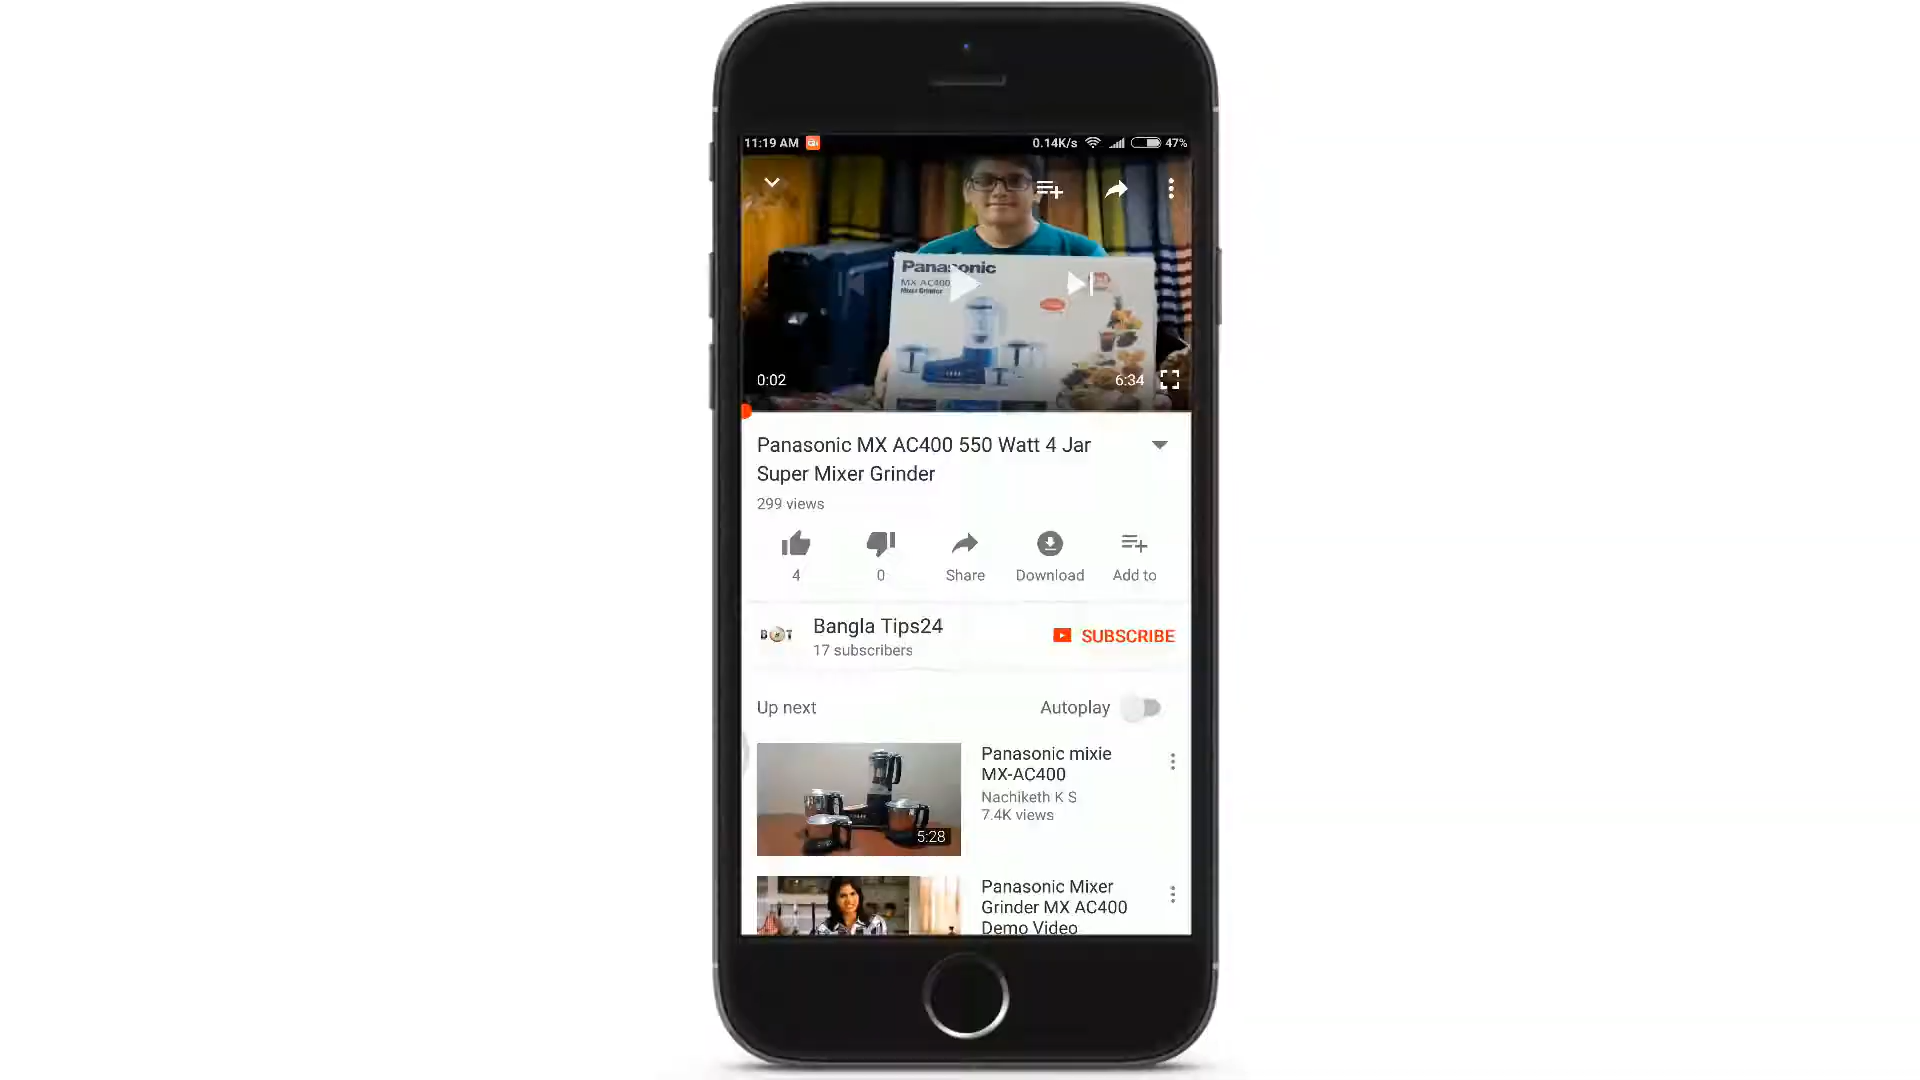 11:19 AM
0.14K/s
47%
Panasonic
MX AC400
Mixer Grinder
0:02
6:34
Panasonic MX AC400 550 Watt 4 Jar
Super Mixer Grinder
299 views
4
0
Share
Download
Add to
Bangla Tips24
17 subscribers
SUBSCRIBE
Up next
Autoplay
Panasonic mixie
MX-AC400
Nachiketh K S
7.4K views
5:28
Panasonic Mixer
Grinder MX AC400
Demo Video